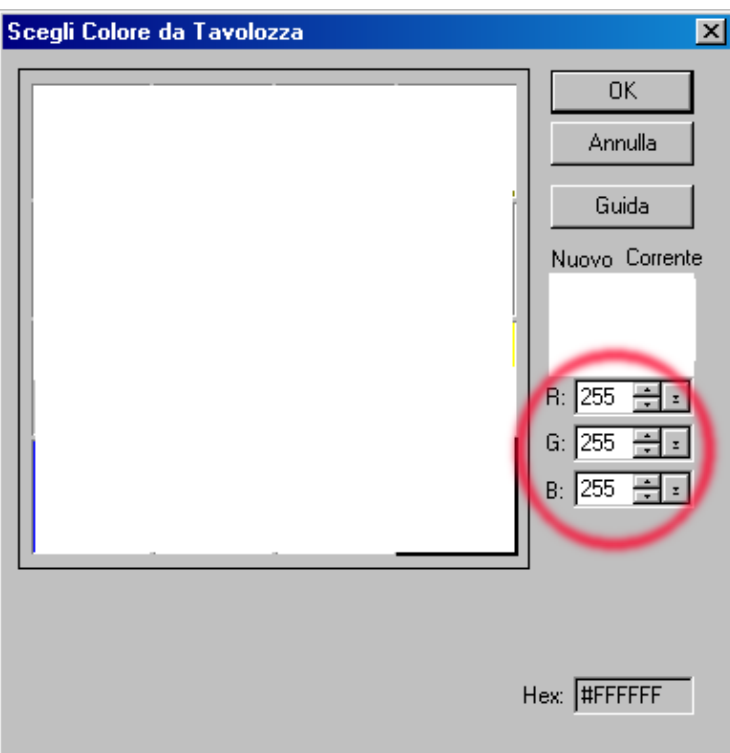 Scegli Colore da Tavolozza
OK
Annulla
Guida
Nuovo Corrente
R: 255
G: 255
B: 255
Hex: #FFFFFF